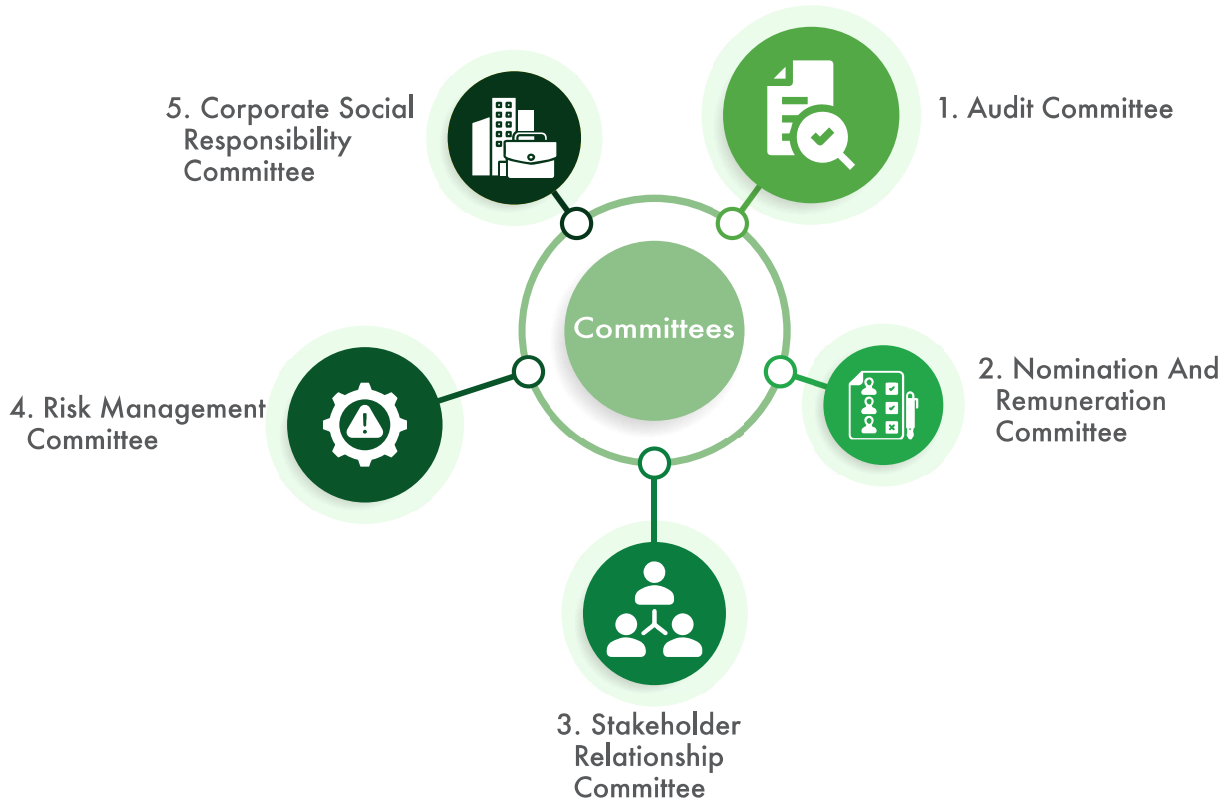 Committees
1. Audit Committee
2. Nomination And
Remuneration
Committee
3. Stakeholder
Relationship
Committee
4. Risk Management
Committee
5. Corporate Social
Responsibility
Committee